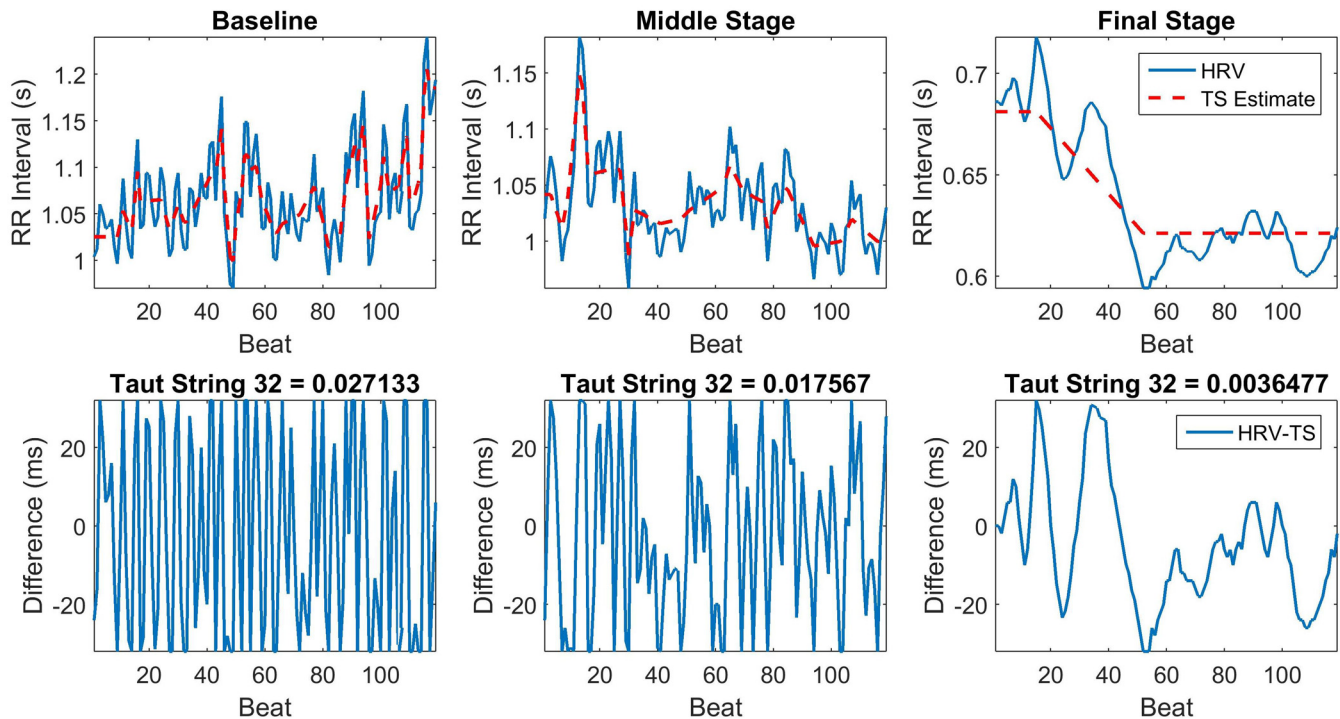 Baseline
Middle Stage
Final Stage
RR Interval (s)
1.2
1.15
1.1
1.05
1
20 40 60 80 100
Beat
RR Interval (s)
1.15
1.1
1.05
1
20 40 60 80 100
Beat
RR Interval (s)
0.7
0.65
0.6
HRV
TS Estimate
20 40 60 80 100
Beat
Taut String 32 = 0.027133
Taut String 32 = 0.017567
Taut String 32 = 0.0036477
Difference (ms)
20
0
-20
20 40 60 80 100
Beat
Difference (ms)
20
0
-20
20 40 60 80 100
Beat
Difference (ms)
20
0
-20
HRV-TS
20 40 60 80 100
Beat